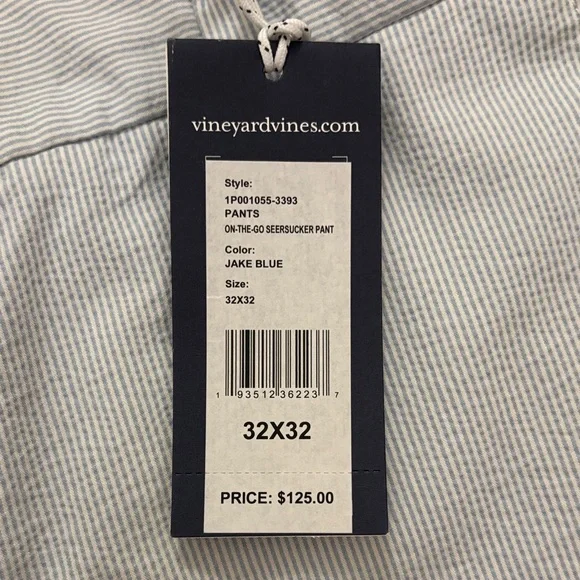 vineyardvines.com
Style:
1P001055-3393
PANTS
ON-THE-GO SEERSUCKER PANT
Color:
JAKE BLUE
Size:
32X32
1 93512 36223 7
32X32
PRICE: $125.00